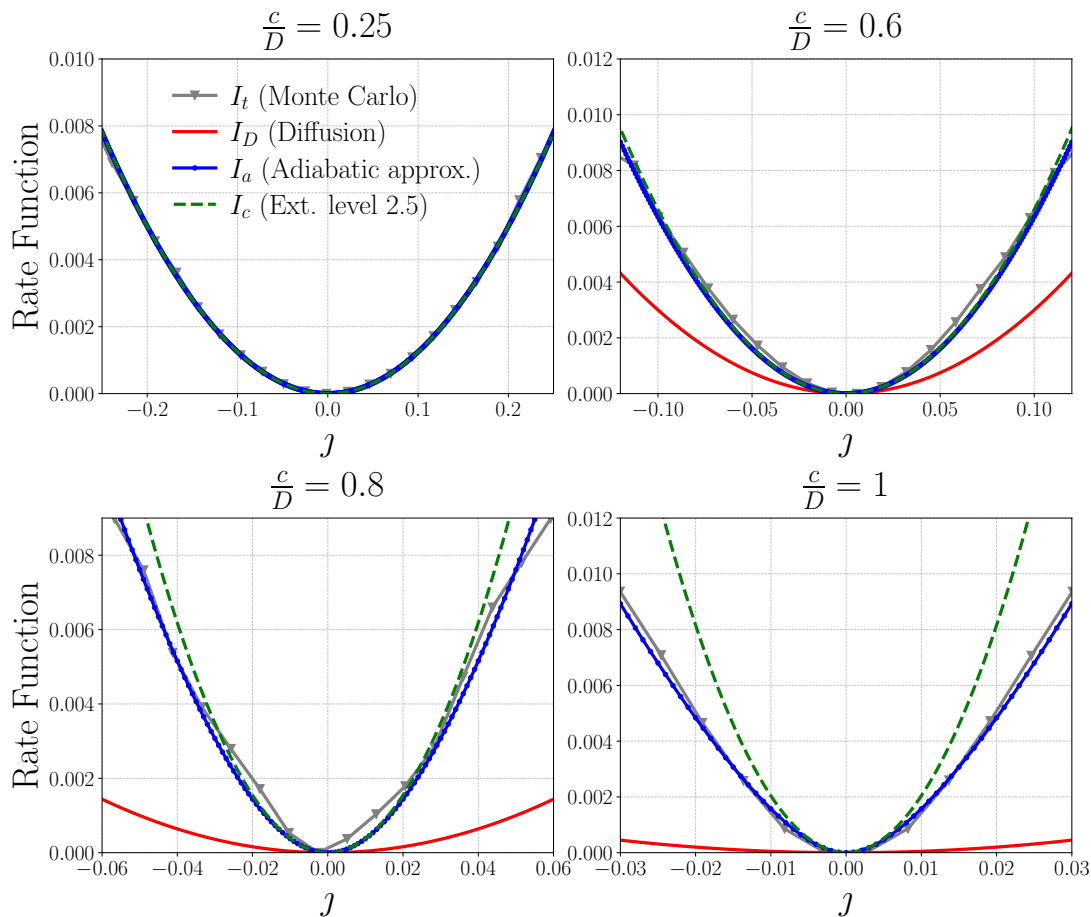 c/D = 0.25
c/D = 0.6
Rate Function
0.010
0.008
0.006
0.004
0.002
0.000
I_t (Monte Carlo)
I_D (Diffusion)
I_a (Adiabatic approx.)
I_c (Ext. level 2.5)
−0.2 −0.1 0.0 0.1 0.2
J
0.012
0.010
0.008
0.006
0.004
0.002
0.000
−0.10 −0.05 0.00 0.05 0.10
J
c/D = 0.8
c/D = 1
Rate Function
0.008
0.006
0.004
0.002
0.000
−0.06 −0.04 −0.02 0.00 0.02 0.04 0.06
J
0.012
0.010
0.008
0.006
0.004
0.002
0.000
−0.03 −0.02 −0.01 0.00 0.01 0.02 0.03
J